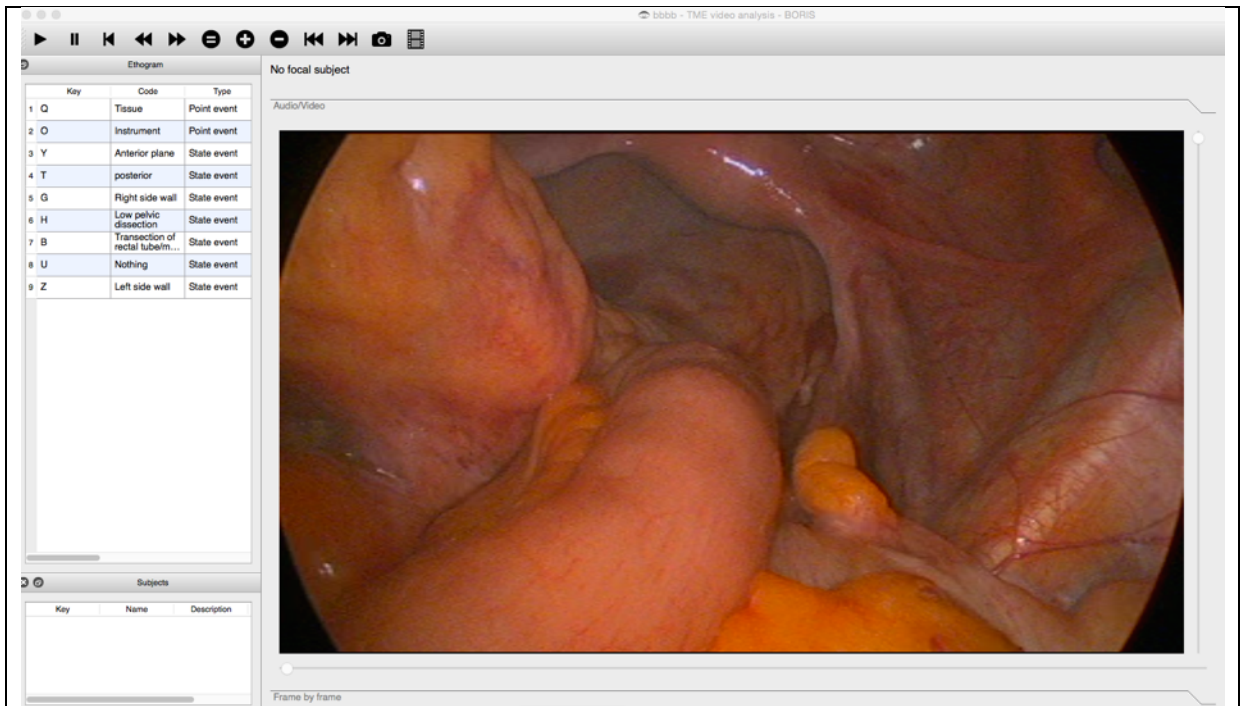 bbbb - TME video analysis - BORIS
Ethogram
Key Code Type
1 Q Tissue Point event
2 O Instrument Point event
3 Y Anterior plane State event
4 T posterior State event
5 G Right side wall State event
6 H Low pelvic
dissection State event
7 B Transection of
rectal tube/m... State event
8 U Nothing State event
9 Z Left side wall State event
Subjects
Key Name Description
No focal subject
Audio/Video
Frame by frame